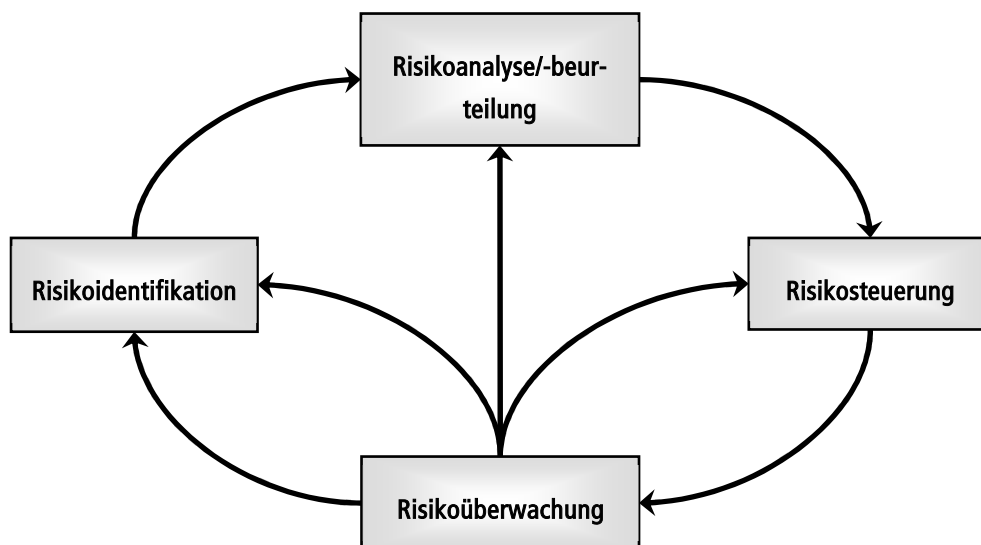 Risikoanalyse/-beur-
teilung
Risikoidentifikation
Risikosteuerung
Risikoüberwachung